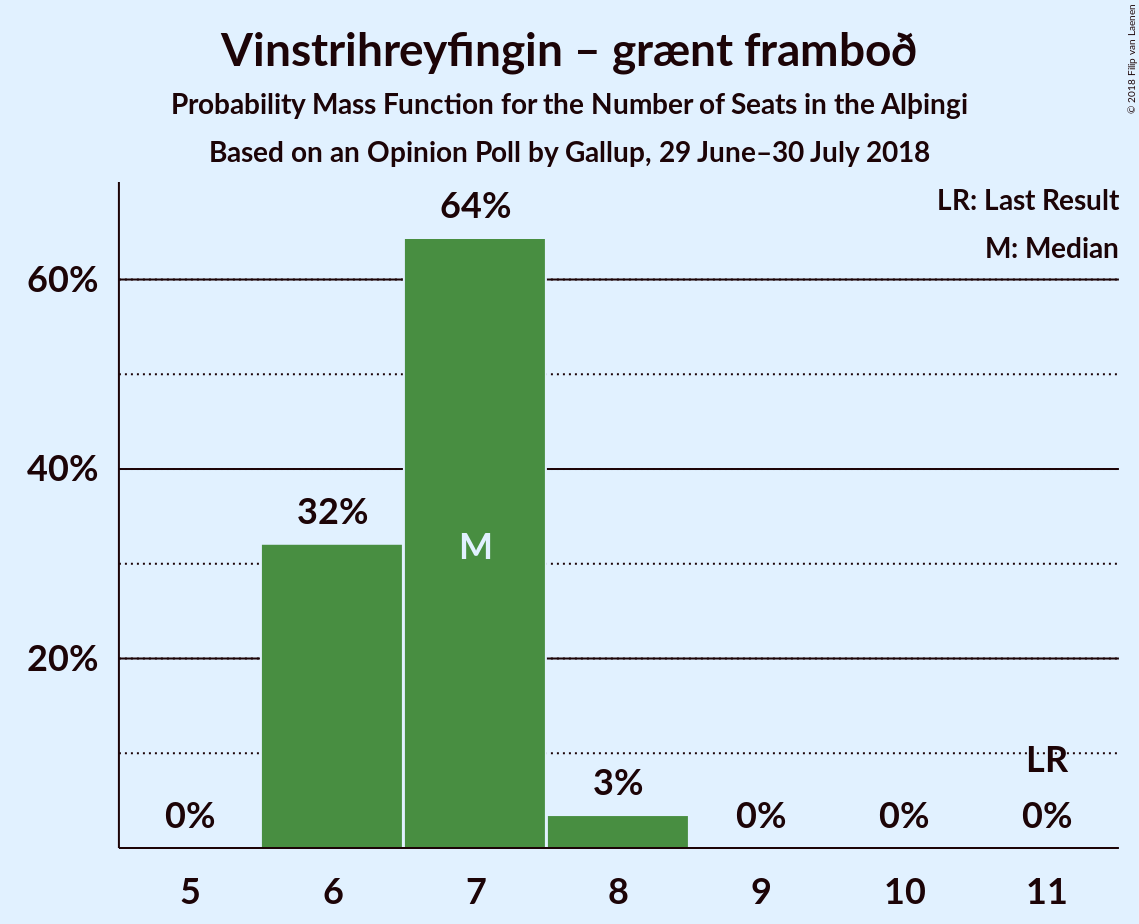 Vinstrihreyfingin – grænt framboð
Probability Mass Function for the Number of Seats in the Alþingi
Based on an Opinion Poll by Gallup, 29 June–30 July 2018
© 2018 Filip van Laenen
LR: Last Result
M: Median
64%
60%
40%
32%
M
20%
LR
0%
3%
0%
0%
0%
5
6
7
8
9
10
11